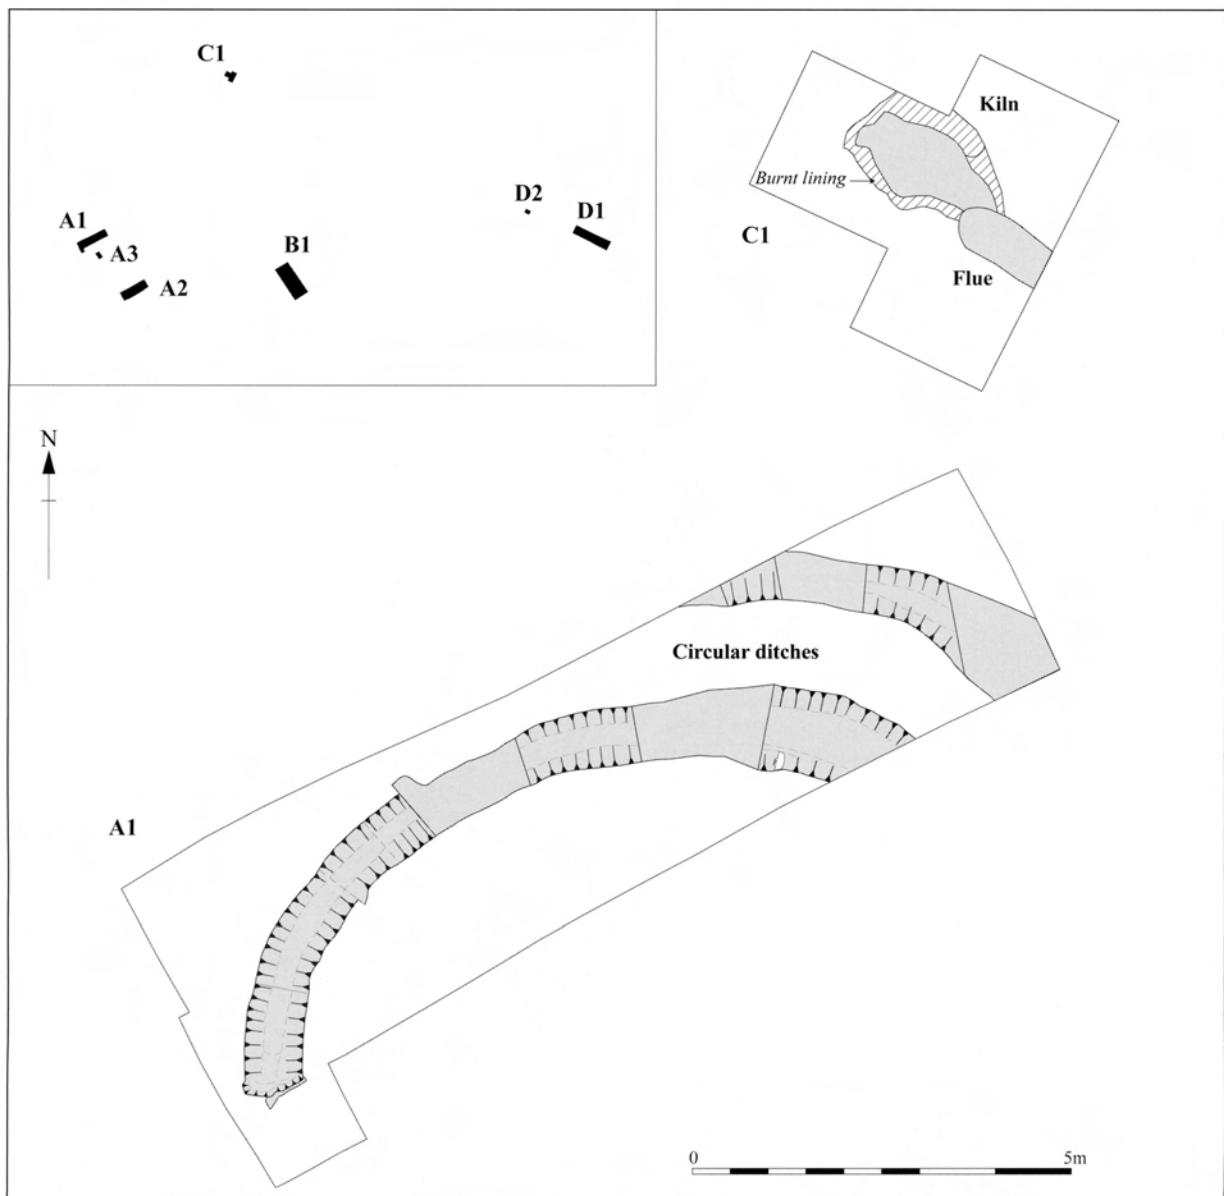 C1
D2
D1
A1
A3
B1
A2
Kiln
Burnt lining
C1
Flue
N
Circular ditches
A1
0 5m